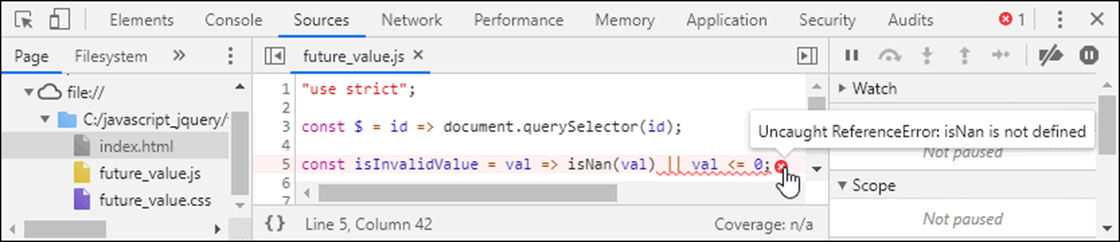 Elements Console Sources Network Performance Memory Application Security Audits 1
Page Filesystem » future_value.js
file://
C:/javascript_jquery/
index.html
future_value.js
future_value.css
1 "use strict";
2
3 const $ = id => document.querySelector(id);
4
5 const isInvalidValue = val => isNan(val) || val <= 0;
6
7
{} Line 5, Column 42 Coverage: n/a
Watch
Uncaught ReferenceError: isNan is not defined
Not paused
Scope
Not paused